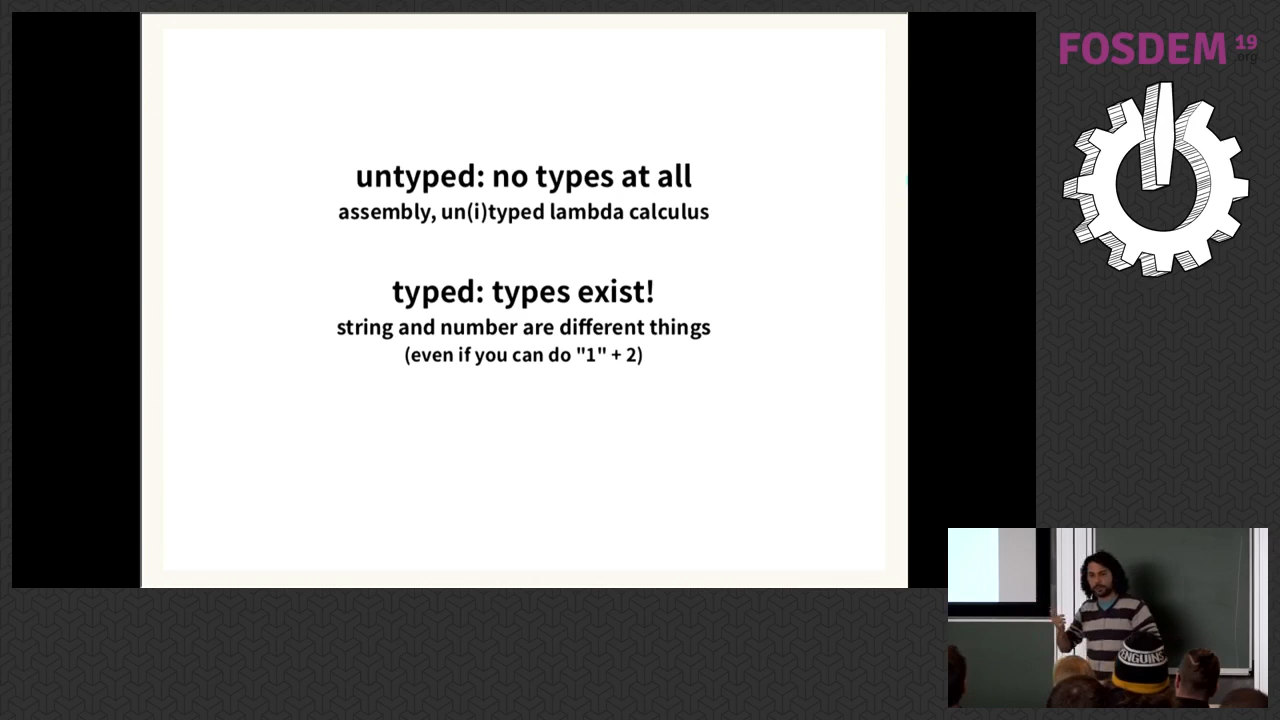 untyped: no types at all
assembly, un(i)typed lambda calculus
typed: types exist!
string and number are different things
(even if you can do "1" + 2)
FOSDEM 19
.org
ENGUINS